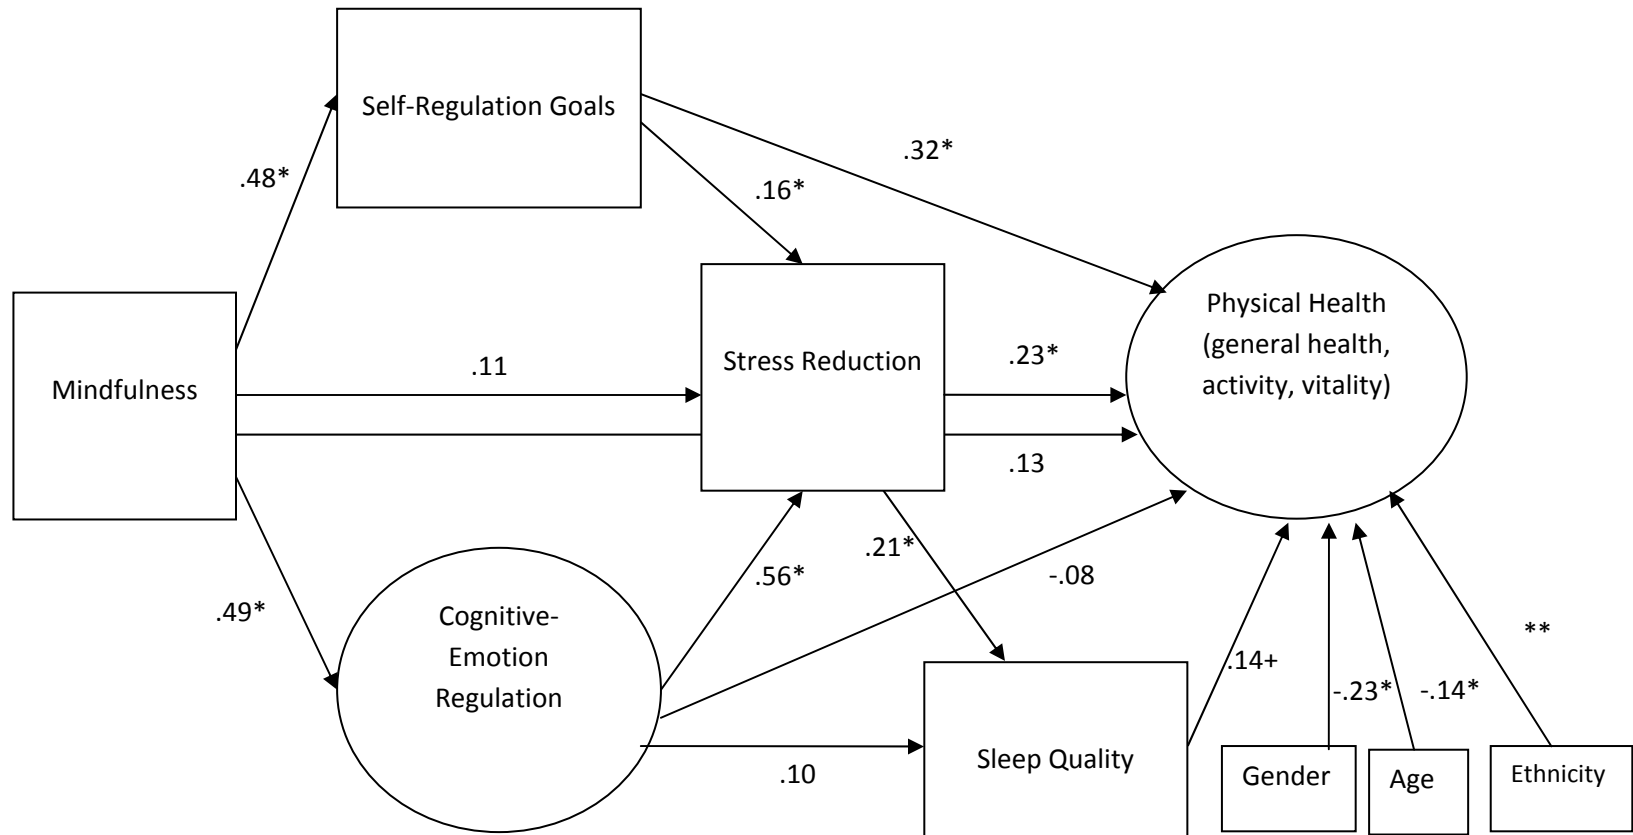 Self-Regulation Goals
.32*
.48*
.16*
Physical Health
(general health,
activity, vitality)
Stress Reduction
.23*
.11
Mindfulness
.13
.21*
.56*
-.08
Cognitive-
Emotion
Regulation
.49*
**
.14+
-.23*
-.14*
Sleep Quality
.10
Gender
Age
Ethnicity